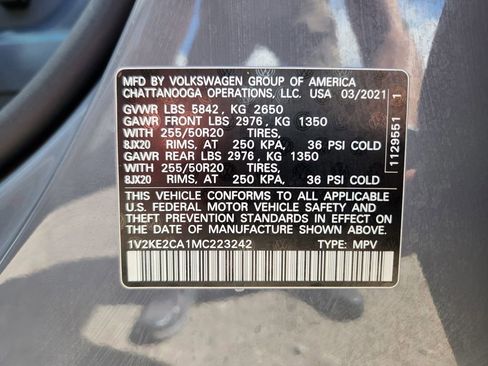 MFD BY VOLKSWAGEN GROUP OF AMERICA
CHATTANOOGA OPERATIONS, LLC. USA 03/2021
GVWR LBS 5842, KG 2650
GAWR FRONT LBS 2976, KG 1350
WITH 255/50R20 TIRES,
8JX20 RIMS, AT 250 KPA, 36 PSI COLD
GAWR REAR LBS 2976, KG 1350
WITH 255/50R20 TIRES,
8JX20 RIMS, AT 250 KPA, 36 PSI COLD
THIS VEHICLE CONFORMS TO ALL APPLICABLE
U.S. FEDERAL MOTOR VEHICLE SAFETY AND
THEFT PREVENTION STANDARDS IN EFFECT ON THE
DATE OF MANUFACTURE SHOWN ABOVE.
1V2KE2CA1MC223242 TYPE: MPV
1129551 1